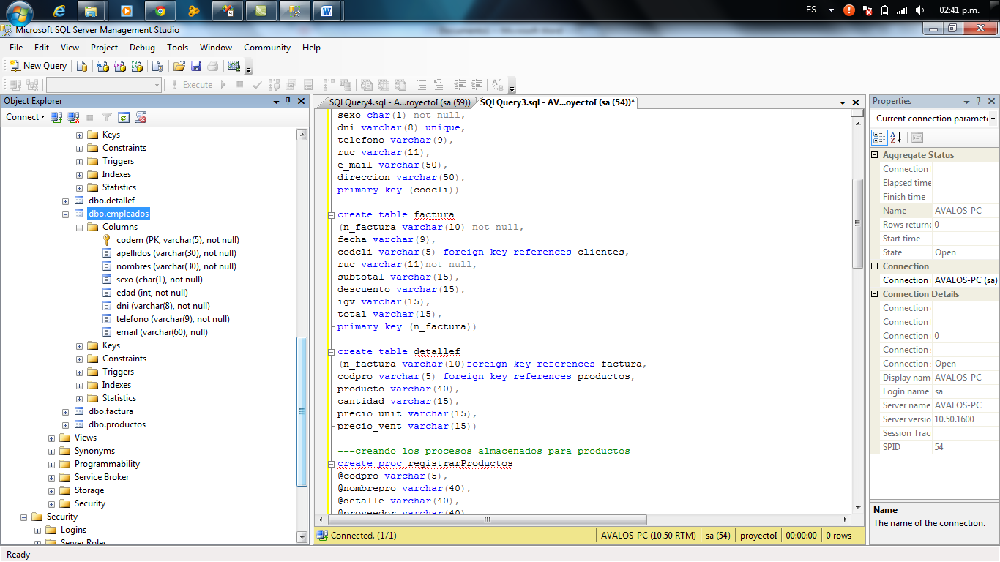 ES 02:41 p.m.
Microsoft SQL Server Management Studio
File Edit View Project Debug Tools Window Community Help
New Query
Execute
Object Explorer
Connect
Keys
Constraints
Triggers
Indexes
Statistics
dbo.detallef
dbo.empleados
Columns
codem (PK, varchar(5), not null)
apellidos (varchar(30), not null)
nombres (varchar(30), not null)
sexo (char(1), not null)
edad (int, not null)
dni (varchar(8), not null)
telefono (varchar(9), not null)
email (varchar(60), null)
Keys
Constraints
Triggers
Indexes
Statistics
dbo.factura
dbo.productos
Views
Synonyms
Programmability
Service Broker
Storage
Security
Security
Logins
Server Roles
SQLQuery4.sql - A...royectoI (sa (59)) SQLQuery3.sql - AV...oyectoI (sa (54))*
sexo char(1) not null,
dni varchar(8) unique,
telefono varchar(9),
ruc varchar(11),
e_mail varchar(50),
direccion varchar(50),
primary key (codcli))
create table factura
(n_factura varchar(10) not null,
fecha varchar(9),
codcli varchar(5) foreign key references clientes,
ruc varchar(11)not null,
subtotal varchar(15),
descuento varchar(15),
igv varchar(15),
total varchar(15),
primary key (n_factura))
create table detallef
(n_factura varchar(10)foreign key references factura,
codpro varchar(5) foreign key references productos,
producto varchar(40),
cantidad varchar(15),
precio_unit varchar(15),
precio_vent varchar(15))
---creando los procesos almacenados para productos
create proc registrarProductos
@codpro varchar(5),
@nombrepro varchar(40),
@detalle varchar(40),
@proveedor varchar(40)
Connected. (1/1) AVALOS-PC (10.50 RTM) sa (54) proyectoI 00:00:00 0 rows
Properties
Current connection paramet
Aggregate Status
Connection
Elapsed time
Finish time
Name AVALOS-PC
Rows returne 0
Start time
State Open
Connection
Connection AVALOS-PC (sa)
Connection Details
Connection
Connection
Connection 0
Connection
Connection Open
Display nam AVALOS-PC
Login name sa
Server name AVALOS-PC
Server versio 10.50.1600
Session Trac
SPID 54
Name
The name of the connection.
Ready